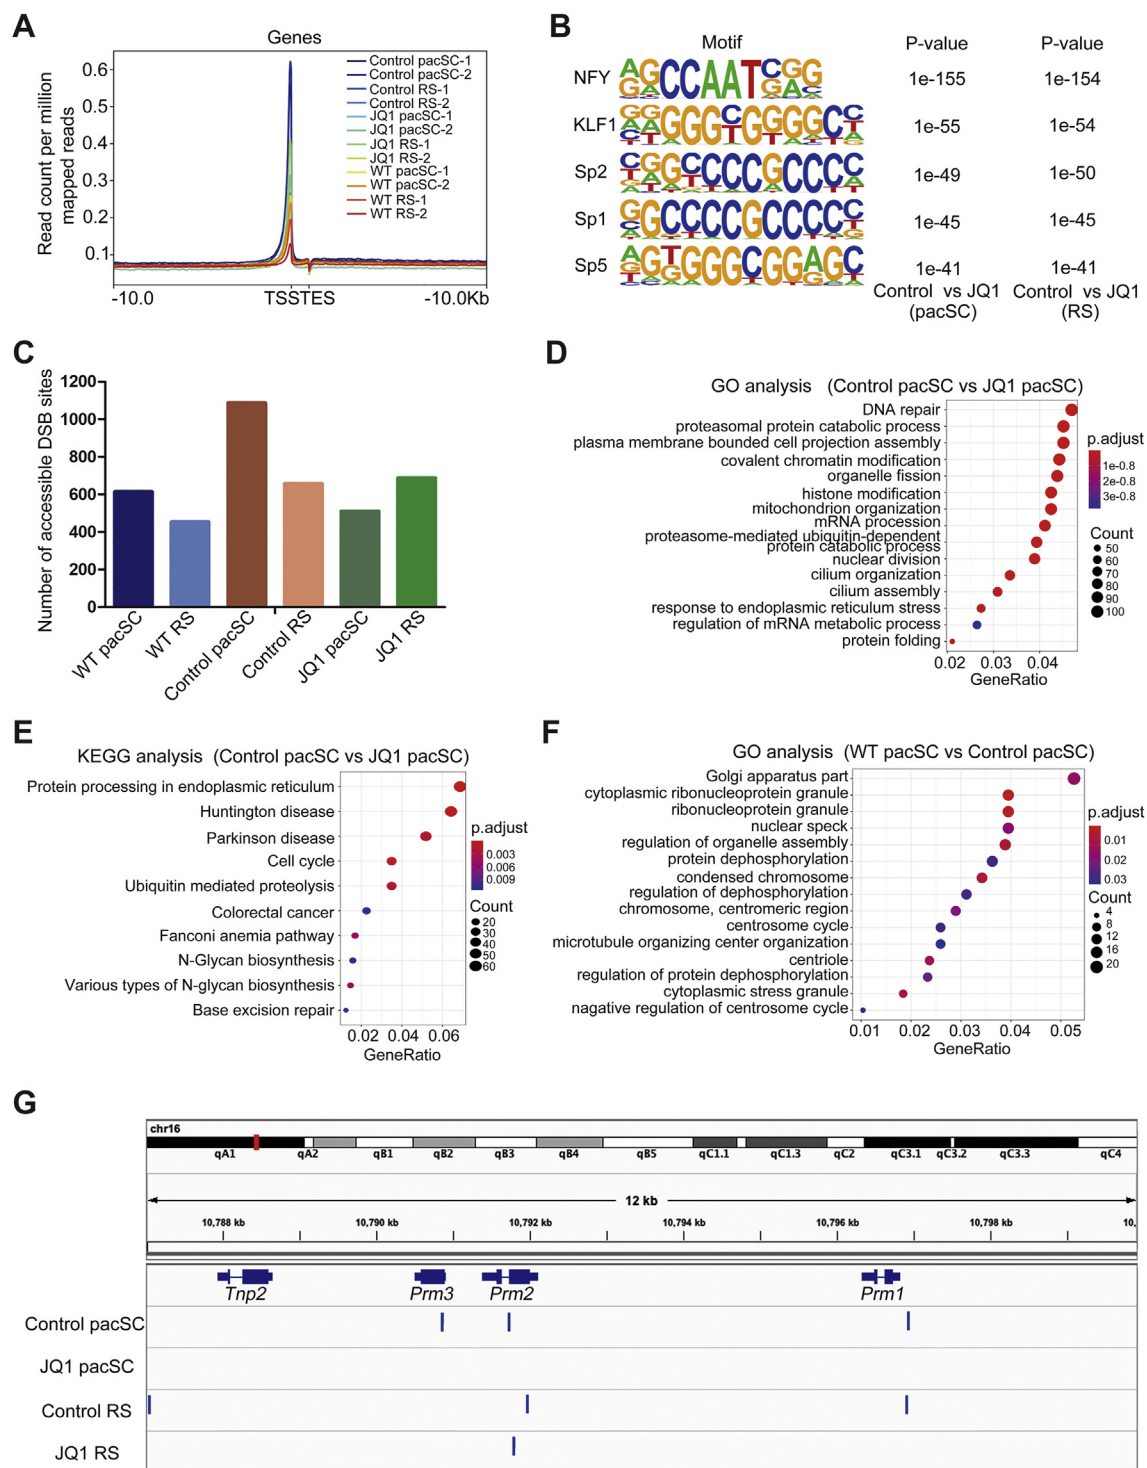 A
Genes
Read count per million
mapped reads
0.6
0.5
0.4
0.3
0.2
0.1
Control pacSC-1
Control pacSC-2
Control RS-1
Control RS-2
JQ1 pacSC-1
JQ1 pacSC-2
JQ1 RS-1
JQ1 RS-2
WT pacSC-1
WT pacSC-2
WT RS-1
WT RS-2
-10.0
TSSTES
-10.0Kb
B
Motif
P-value
P-value
NFY
1e-155
1e-154
KLF1
1e-55
1e-54
Sp2
1e-49
1e-50
Sp1
1e-45
1e-45
Sp5
1e-41
1e-41
Control vs JQ1
(pacSC)
Control vs JQ1
(RS)
C
Number of accessible DSB sites
1200
1000
800
600
400
200
0
WT pacSC
WT RS
Control pacSC
Control RS
JQ1 pacSC
JQ1 RS
D
GO analysis (Control pacSC vs JQ1 pacSC)
DNA repair
proteasomal protein catabolic process
plasma membrane bounded cell projection assembly
covalent chromatin modification
organelle fission
histone modification
mitochondrion organization
mRNA procession
proteasome-mediated ubiquitin-dependent
protein catabolic process
nuclear division
cilium organization
cilium assembly
response to endoplasmic reticulum stress
regulation of mRNA metabolic process
protein folding
0.02
0.03
0.04
GeneRatio
p.adjust
1e-0.8
2e-0.8
3e-0.8
Count
50
60
70
80
90
100
E
KEGG analysis (Control pacSC vs JQ1 pacSC)
Protein processing in endoplasmic reticulum
Huntington disease
Parkinson disease
Cell cycle
Ubiquitin mediated proteolysis
Colorectal cancer
Fanconi anemia pathway
N-Glycan biosynthesis
Various types of N-glycan biosynthesis
Base excision repair
0.02
0.04
0.06
GeneRatio
p.adjust
0.003
0.006
0.009
Count
20
30
40
50
60
F
GO analysis (WT pacSC vs Control pacSC)
Golgi apparatus part
cytoplasmic ribonucleoprotein granule
ribonucleoprotein granule
nuclear speck
regulation of organelle assembly
protein dephosphorylation
condensed chromosome
regulation of dephosphorylation
chromosome, centromeric region
centrosome cycle
microtubule organizing center organization
centriole
regulation of protein dephosphorylation
cytoplasmic stress granule
nagative regulation of centrosome cycle
0.01
0.02
0.03
0.04
0.05
GeneRatio
p.adjust
0.01
0.02
0.03
Count
4
8
12
16
20
G
chr16
qA1
qA2
qB1
qB2
qB3
qB4
qB5
qC1.1
qC1.3
qC2
qC3.1
qC3.2
qC3.3
qC4
12 kb
10,788 kb
10,790 kb
10,792 kb
10,794 kb
10,796 kb
10,798 kb
10,
Tnp2
Prm3
Prm2
Prm1
Control pacSC
JQ1 pacSC
Control RS
JQ1 RS